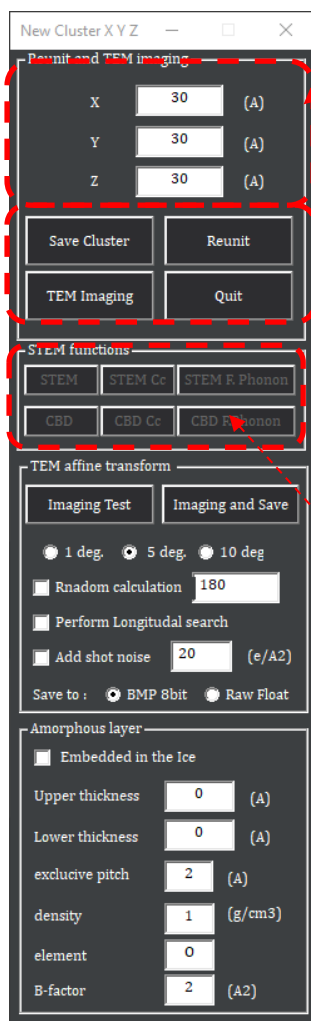 New Cluster X Y Z
Reunit and TEM imaging
X 30 (A)
Y 30 (A)
Z 30 (A)
Save Cluster Reunit
TEM Imaging Quit
STEM functions
STEM STEM Cc STEM F. Phonon
CBD CBD Cc CBD F.Phonon
TEM affine transform
Imaging Test Imaging and Save
1 deg. 5 deg. 10 deg
Rnadom calculation 180
Perform Longitudal search
Add shot noise 20 (e/A2)
Save to : BMP 8bit Raw Float
Amorphous layer
Embedded in the Ice
Upper thickness 0 (A)
Lower thickness 0 (A)
exclucive pitch 2 (A)
density 1 (g/cm3)
element O
B-factor 2 (A2)